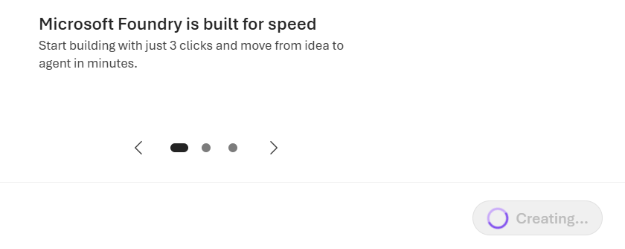 Microsoft Foundry is built for speed
Start building with just 3 clicks and move from idea to
agent in minutes.
Creating...